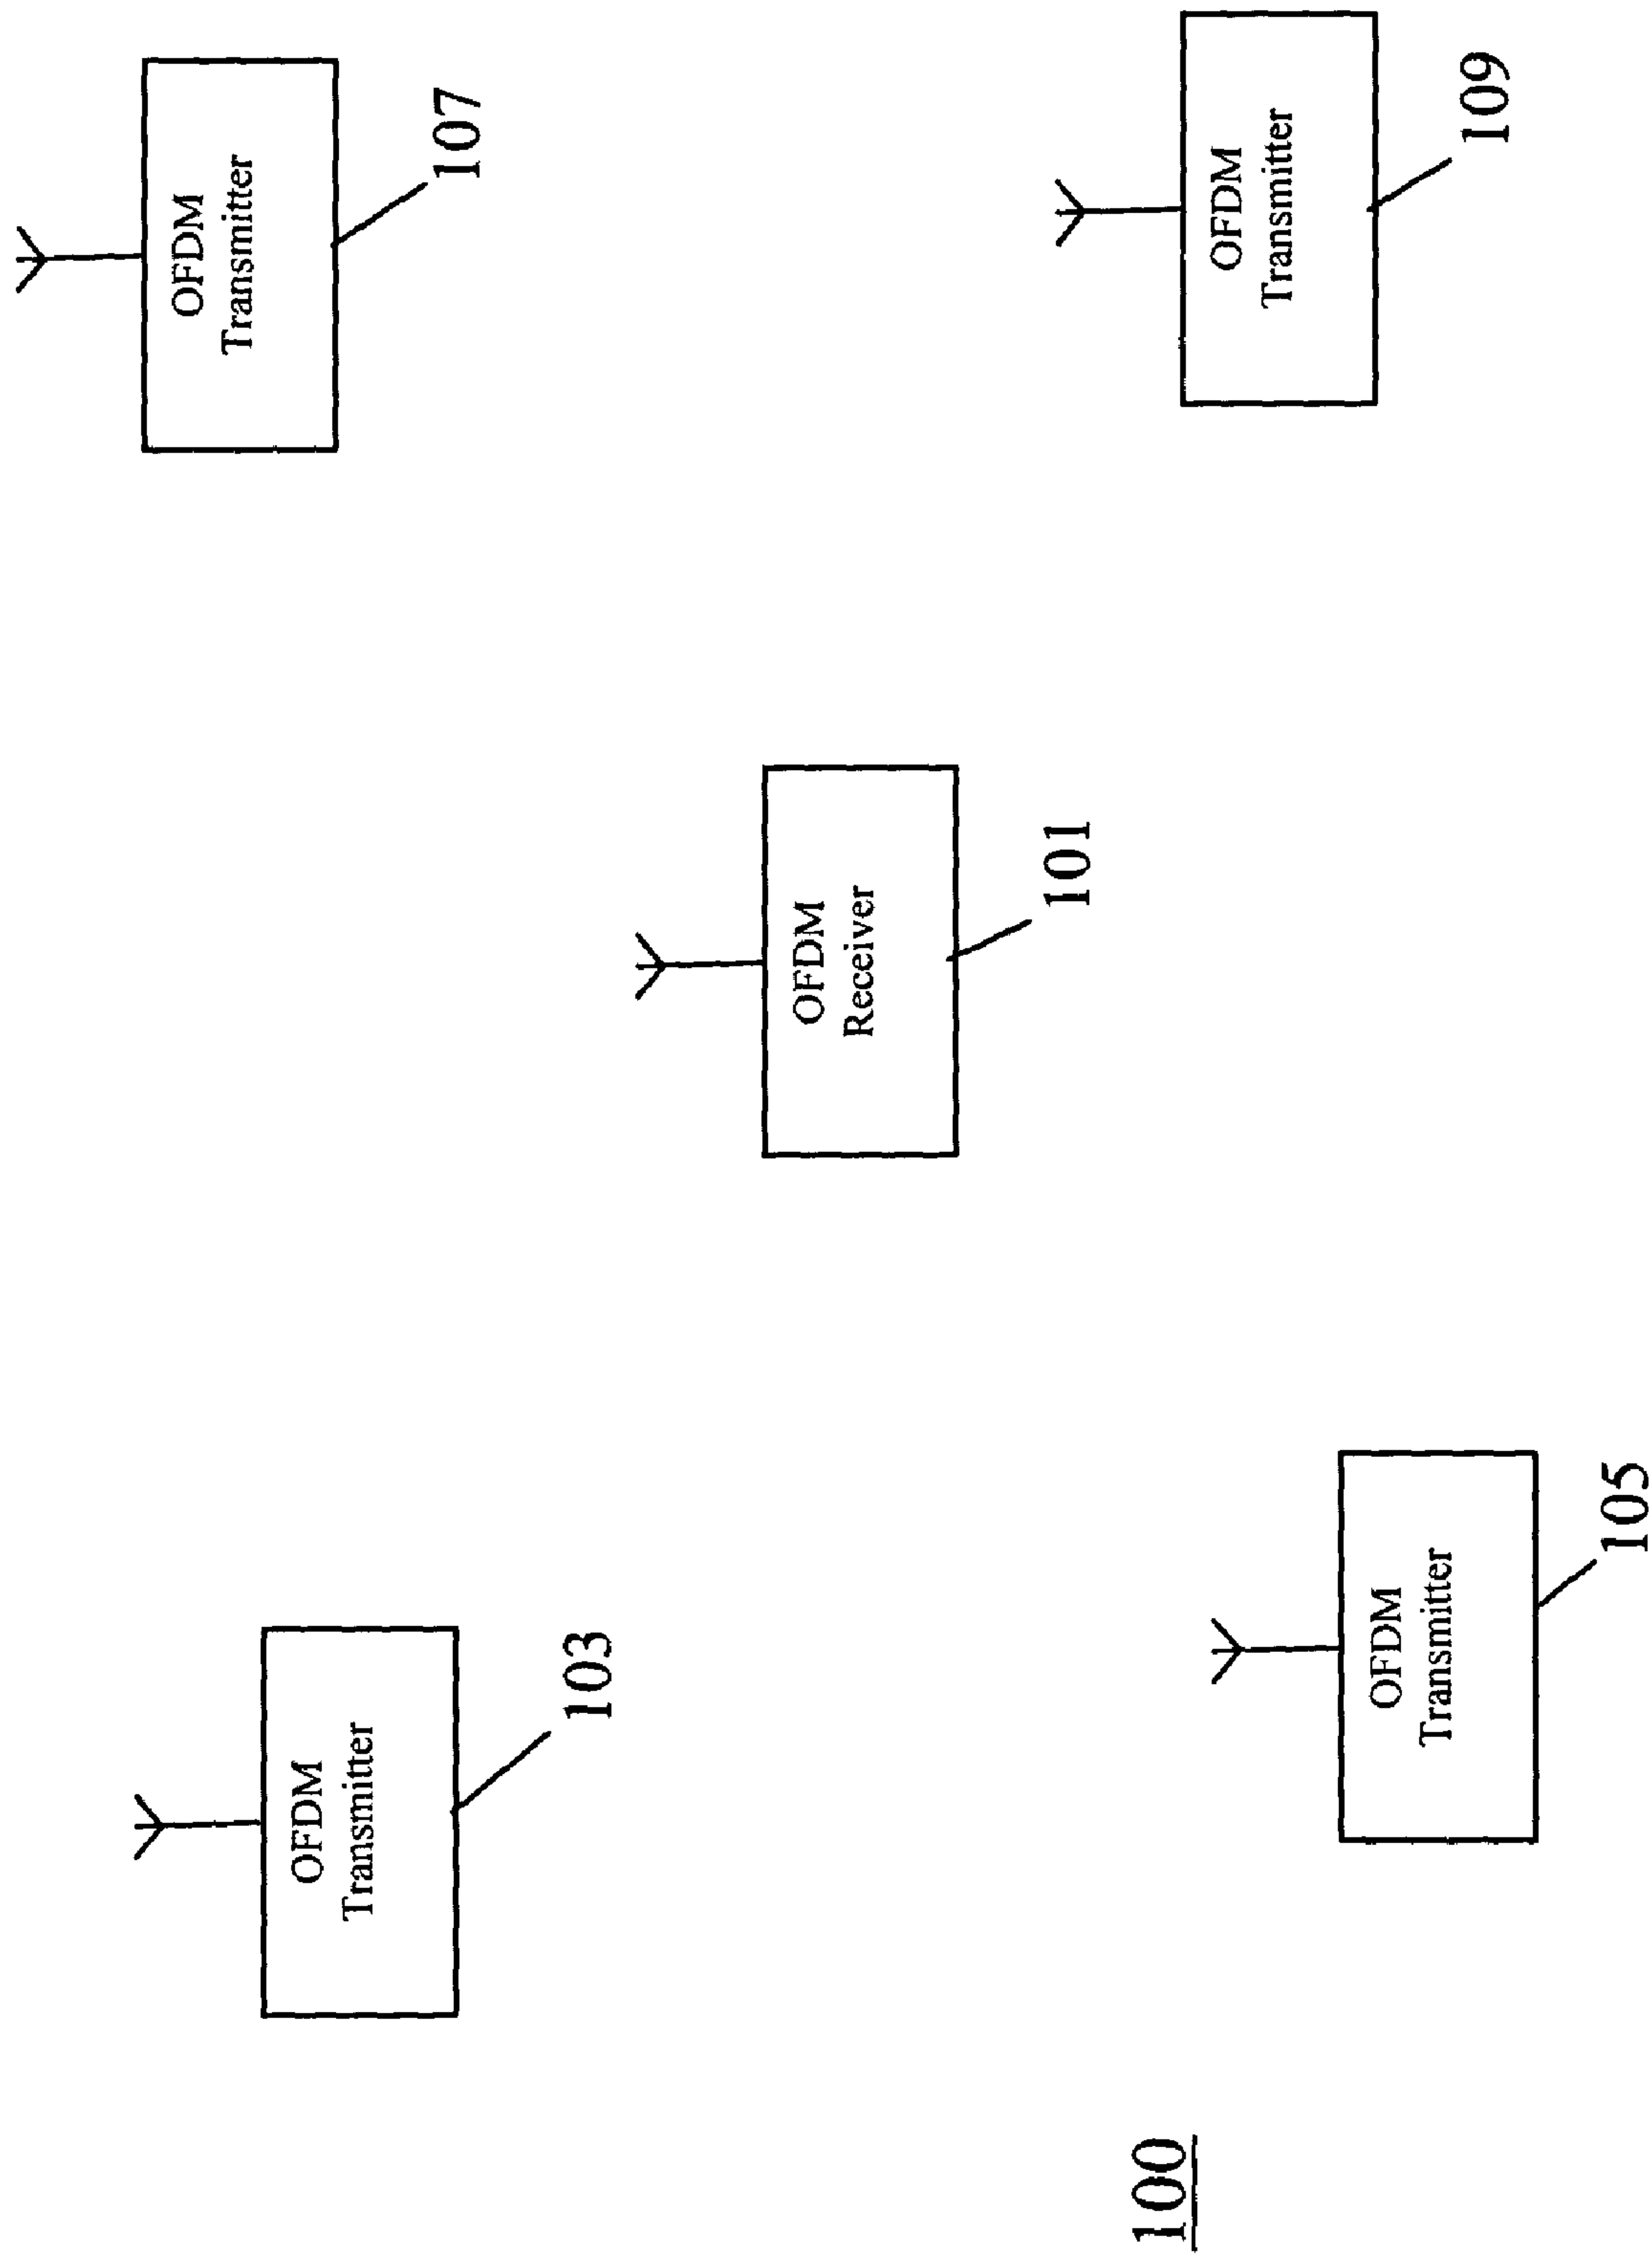 OFDM
Transmitter
107
OFDM
Transmitter
103
OFDM
Receiver
101
100
OFDM
Transmitter
109
OFDM
Transmitter
105